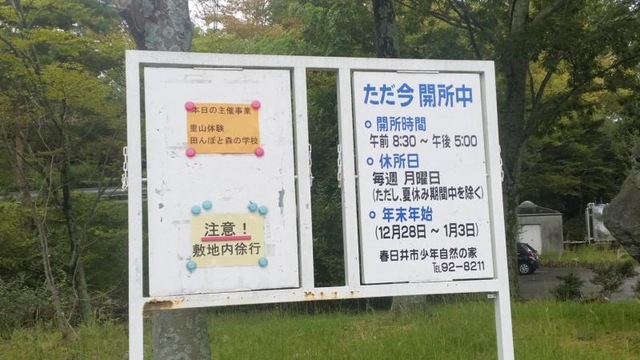 本日の主催事業
里山体験
田んぼと森の学校
注意!
敷地内徐行
ただ今 開所中
開所時間
午前 8:30 ～ 午後 5:00
休所日
毎週 月曜日
(ただし、夏休み期間中を除く)
年末年始
(12月28日 ～ 1月3日)
春日井市少年自然の家
TEL 92-8211